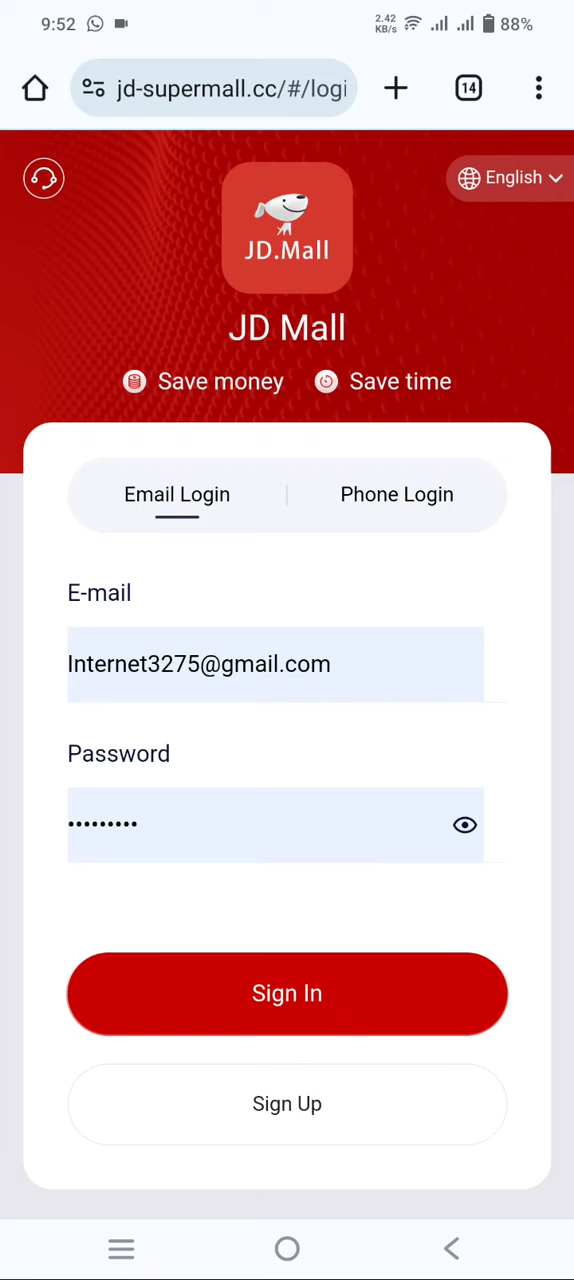 9:52 2.42 KB/s 88%
jd-supermall.cc/#/logi 14
English
JD.Mall
JD Mall
Save money Save time
Email Login Phone Login
E-mail
Internet3275@gmail.com
Password
•••••••••
Sign In
Sign Up